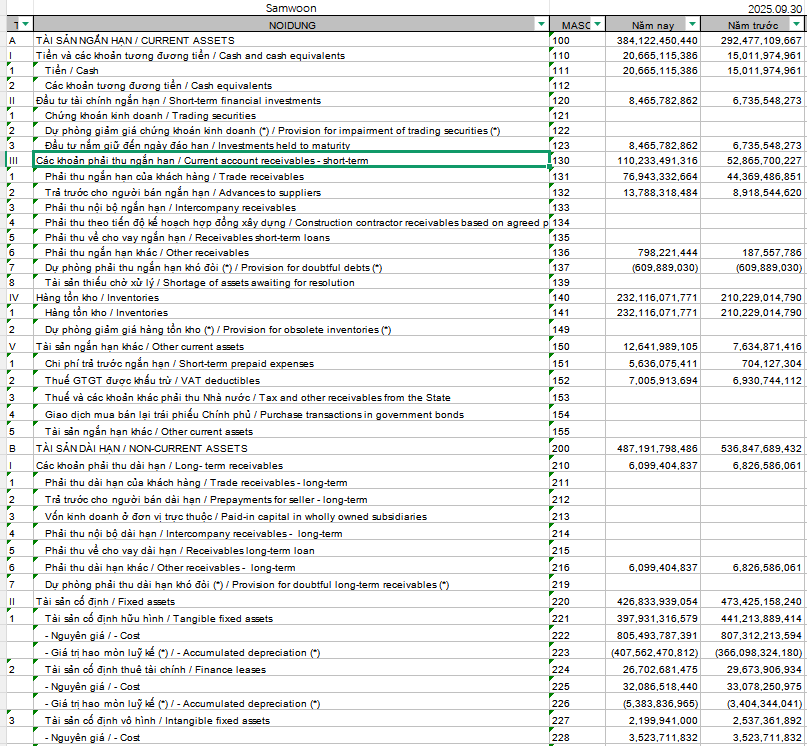 Samwoon 2025.09.30
T NOIDUNG MASC Năm nay Năm trước
A TÀI SẢN NGẮN HẠN / CURRENT ASSETS 100 384,122,450,440 292,477,109,667
I Tiền và các khoản tương đương tiền / Cash and cash equivalents 110 20,665,115,386 15,011,974,961
1 Tiền / Cash 111 20,665,115,386 15,011,974,961
2 Các khoản tương đương tiền / Cash equivalents 112
II Đầu tư tài chính ngắn hạn / Short-term financial investments 120 8,465,782,862 6,735,548,273
1 Chứng khoán kinh doanh / Trading securities 121
2 Dự phòng giảm giá chứng khoán kinh doanh (*) / Provision for impairment of trading securities (*) 122
3 Đầu tư nắm giữ đến ngày đáo hạn / Investments held to maturity 123 8,465,782,862 6,735,548,273
III Các khoản phải thu ngắn hạn / Current account receivables - short-term 130 110,233,491,316 52,865,700,227
1 Phải thu ngắn hạn của khách hàng / Trade receivables 131 76,943,332,664 44,369,486,851
2 Trả trước cho người bán ngắn hạn / Advances to suppliers 132 13,788,318,484 8,918,544,620
3 Phải thu nội bộ ngắn hạn / Intercompany receivables 133
4 Phải thu theo tiến độ kế hoạch hợp đồng xây dựng / Construction contractor receivables based on agreed p 134
5 Phải thu về cho vay ngắn hạn / Receivables short-term loans 135
6 Phải thu ngắn hạn khác / Other receivables 136 798,221,444 187,557,786
7 Dự phòng phải thu ngắn hạn khó đòi (*) / Provision for doubtful debts (*) 137 (609,889,030) (609,889,030)
8 Tài sản thiếu chờ xử lý / Shortage of assets awaiting for resolution 139
IV Hàng tồn kho / Inventories 140 232,116,071,771 210,229,014,790
1 Hàng tồn kho / Inventories 141 232,116,071,771 210,229,014,790
2 Dự phòng giảm giá hàng tồn kho (*) / Provision for obsolete inventories (*) 149
V Tài sản ngắn hạn khác / Other current assets 150 12,641,989,105 7,634,871,416
1 Chi phí trả trước ngắn hạn / Short-term prepaid expenses 151 5,636,075,411 704,127,304
2 Thuế GTGT được khấu trừ / VAT deductibles 152 7,005,913,694 6,930,744,112
3 Thuế và các khoản khác phải thu Nhà nước / Tax and other receivables from the State 153
4 Giao dịch mua bán lại trái phiếu Chính phủ / Purchase transactions in government bonds 154
5 Tài sản ngắn hạn khác / Other current assets 155
B TÀI SẢN DÀI HẠN / NON-CURRENT ASSETS 200 487,191,798,486 536,847,689,432
I Các khoản phải thu dài hạn / Long- term receivables 210 6,099,404,837 6,826,586,061
1 Phải thu dài hạn của khách hàng / Trade receivables - long-term 211
2 Trả trước cho người bán dài hạn / Prepayments for seller - long-term 212
3 Vốn kinh doanh ở đơn vị trực thuộc / Paid-in capital in wholly owned subsidiaries 213
4 Phải thu nội bộ dài hạn / Intercompany receivables - long-term 214
5 Phải thu về cho vay dài hạn / Receivables long-term loan 215
6 Phải thu dài hạn khác / Other receivables - long-term 216 6,099,404,837 6,826,586,061
7 Dự phòng phải thu dài hạn khó đòi (*) / Provision for doubtful long-term receivables (*) 219
II Tài sản cố định / Fixed assets 220 426,833,939,054 473,425,158,240
1 Tài sản cố định hữu hình / Tangible fixed assets 221 397,931,316,579 441,213,889,414
- Nguyên giá / - Cost 222 805,493,787,391 807,312,213,594
- Giá trị hao mòn luỹ kế (*) / - Accumulated depreciation (*) 223 (407,562,470,812) (366,098,324,180)
2 Tài sản cố định thuê tài chính / Finance leases 224 26,702,681,475 29,673,906,934
- Nguyên giá / - Cost 225 32,086,518,440 33,078,250,975
- Giá trị hao mòn luỹ kế (*) / - Accumulated depreciation (*) 226 (5,383,836,965) (3,404,344,041)
3 Tài sản cố định vô hình / Intangible fixed assets 227 2,199,941,000 2,537,361,892
- Nguyên giá / - Cost 228 3,523,711,832 3,523,711,832